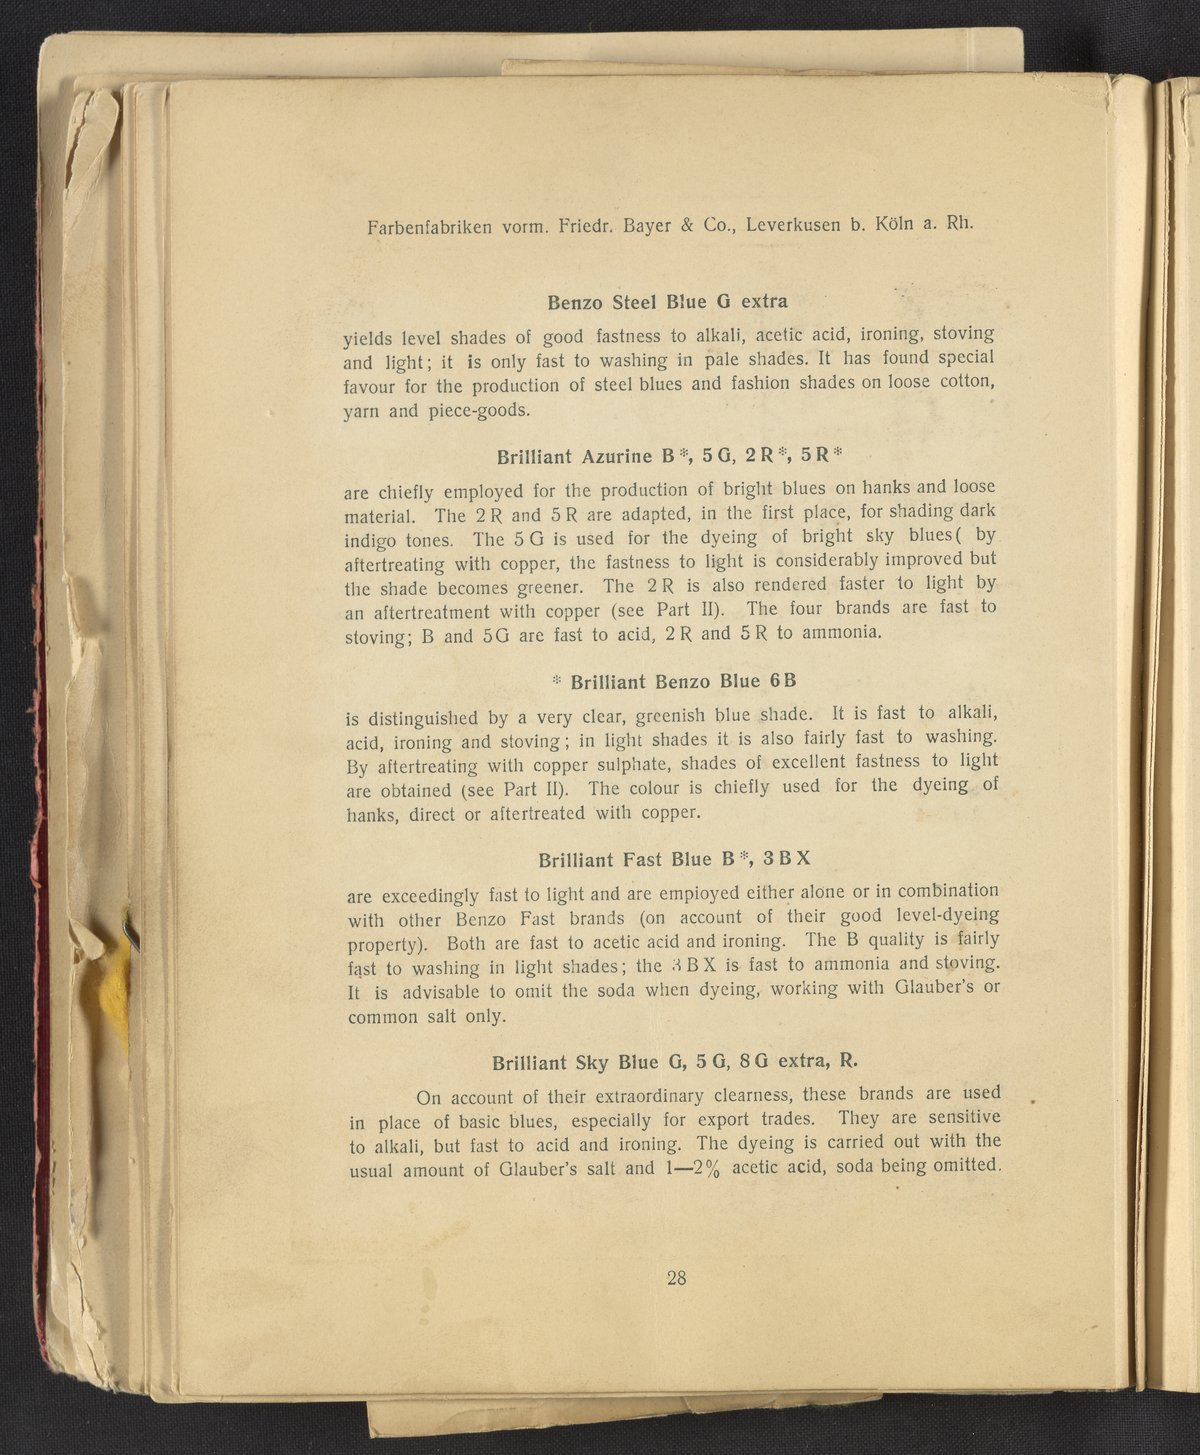 Farbenfabriken vorm. Friedr. Bayer & Co., Leverkusen b. Köln a. Rh.
Benzo Steel Blue G extra
yields level shades of good fastness to alkali, acetic acid, ironing, stoving
and light; it is only fast to washing in pale shades. It has found special
favour for the production of steel blues and fashion shades on loose cotton,
yarn and piece-goods.
Brilliant Azurine B*, 5 G, 2 R*, 5 R*
are chiefly employed for the production of bright blues on hanks and loose
material. The 2 R and 5 R are adapted, in the first place, for shading dark
indigo tones. The 5 G is used for the dyeing of bright sky blues( by
aftertreating with copper, the fastness to light is considerably improved but
the shade becomes greener. The 2 R is also rendered faster to light by
an aftertreatment with copper (see Part II). The four brands are fast to
stoving; B and 5 G are fast to acid, 2 R and 5 R to ammonia.
* Brilliant Benzo Blue 6 B
is distinguished by a very clear, greenish blue shade. It is fast to alkali,
acid, ironing and stoving; in light shades it is also fairly fast to washing.
By aftertreating with copper sulphate, shades of excellent fastness to light
are obtained (see Part II). The colour is chiefly used for the dyeing of
hanks, direct or aftertreated with copper.
Brilliant Fast Blue B*, 3 B X
are exceedingly fast to light and are empioyed either alone or in combination
with other Benzo Fast brands (on account of their good level-dyeing
property). Both are fast to acetic acid and ironing. The B quality is fairly
fast to washing in light shades; the 3 B X is fast to ammonia and stoving.
It is advisable to omit the soda when dyeing, working with Glauber's or
common salt only.
Brilliant Sky Blue G, 5 G, 8 G extra, R.
On account of their extraordinary clearness, these brands are used
in place of basic blues, especially for export trades. They are sensitive
to alkali, but fast to acid and ironing. The dyeing is carried out with the
usual amount of Glauber's salt and 1—2% acetic acid, soda being omitted.
28